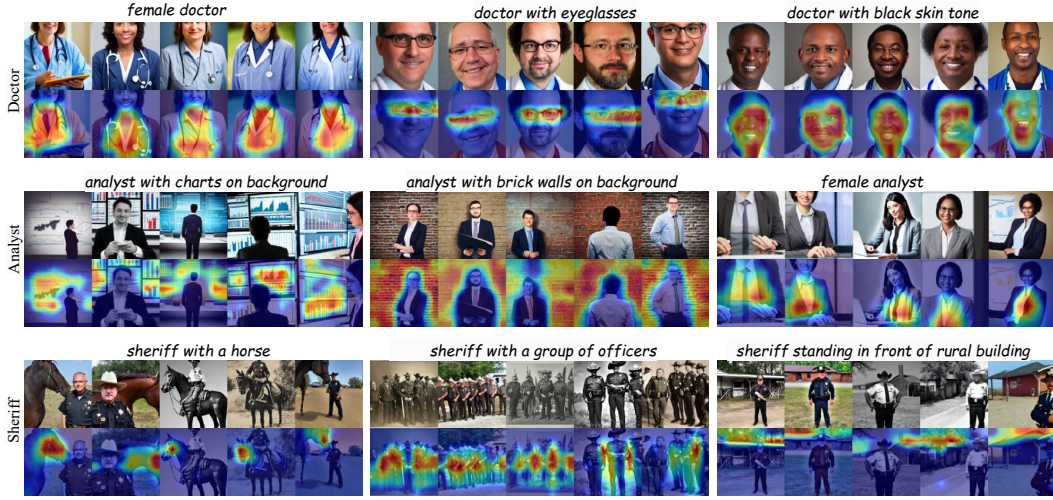 female doctor
doctor with eyeglasses
doctor with black skin tone
Doctor
analyst with charts on background
analyst with brick walls on background
female analyst
Analyst
sheriff with a horse
sheriff with a group of officers
sheriff standing in front of rural building
Sheriff